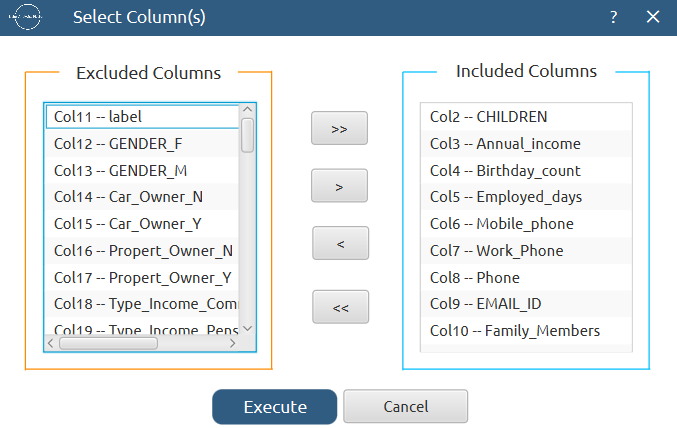 Select Column(s)
?
Excluded Columns
Included Columns
Col11 -- label
Col12 -- GENDER_F
Col13 -- GENDER_M
Col14 -- Car_Owner_N
Col15 -- Car_Owner_Y
Col16 -- Propert_Owner_N
Col17 -- Propert_Owner_Y
Col18 -- Type_Income_Com
Col19 -- Type_Income_Pens
>>
>
<
<<
Col2 -- CHILDREN
Col3 -- Annual_income
Col4 -- Birthday_count
Col5 -- Employed_days
Col6 -- Mobile_phone
Col7 -- Work_Phone
Col8 -- Phone
Col9 -- EMAIL_ID
Col10 -- Family_Members
Execute
Cancel